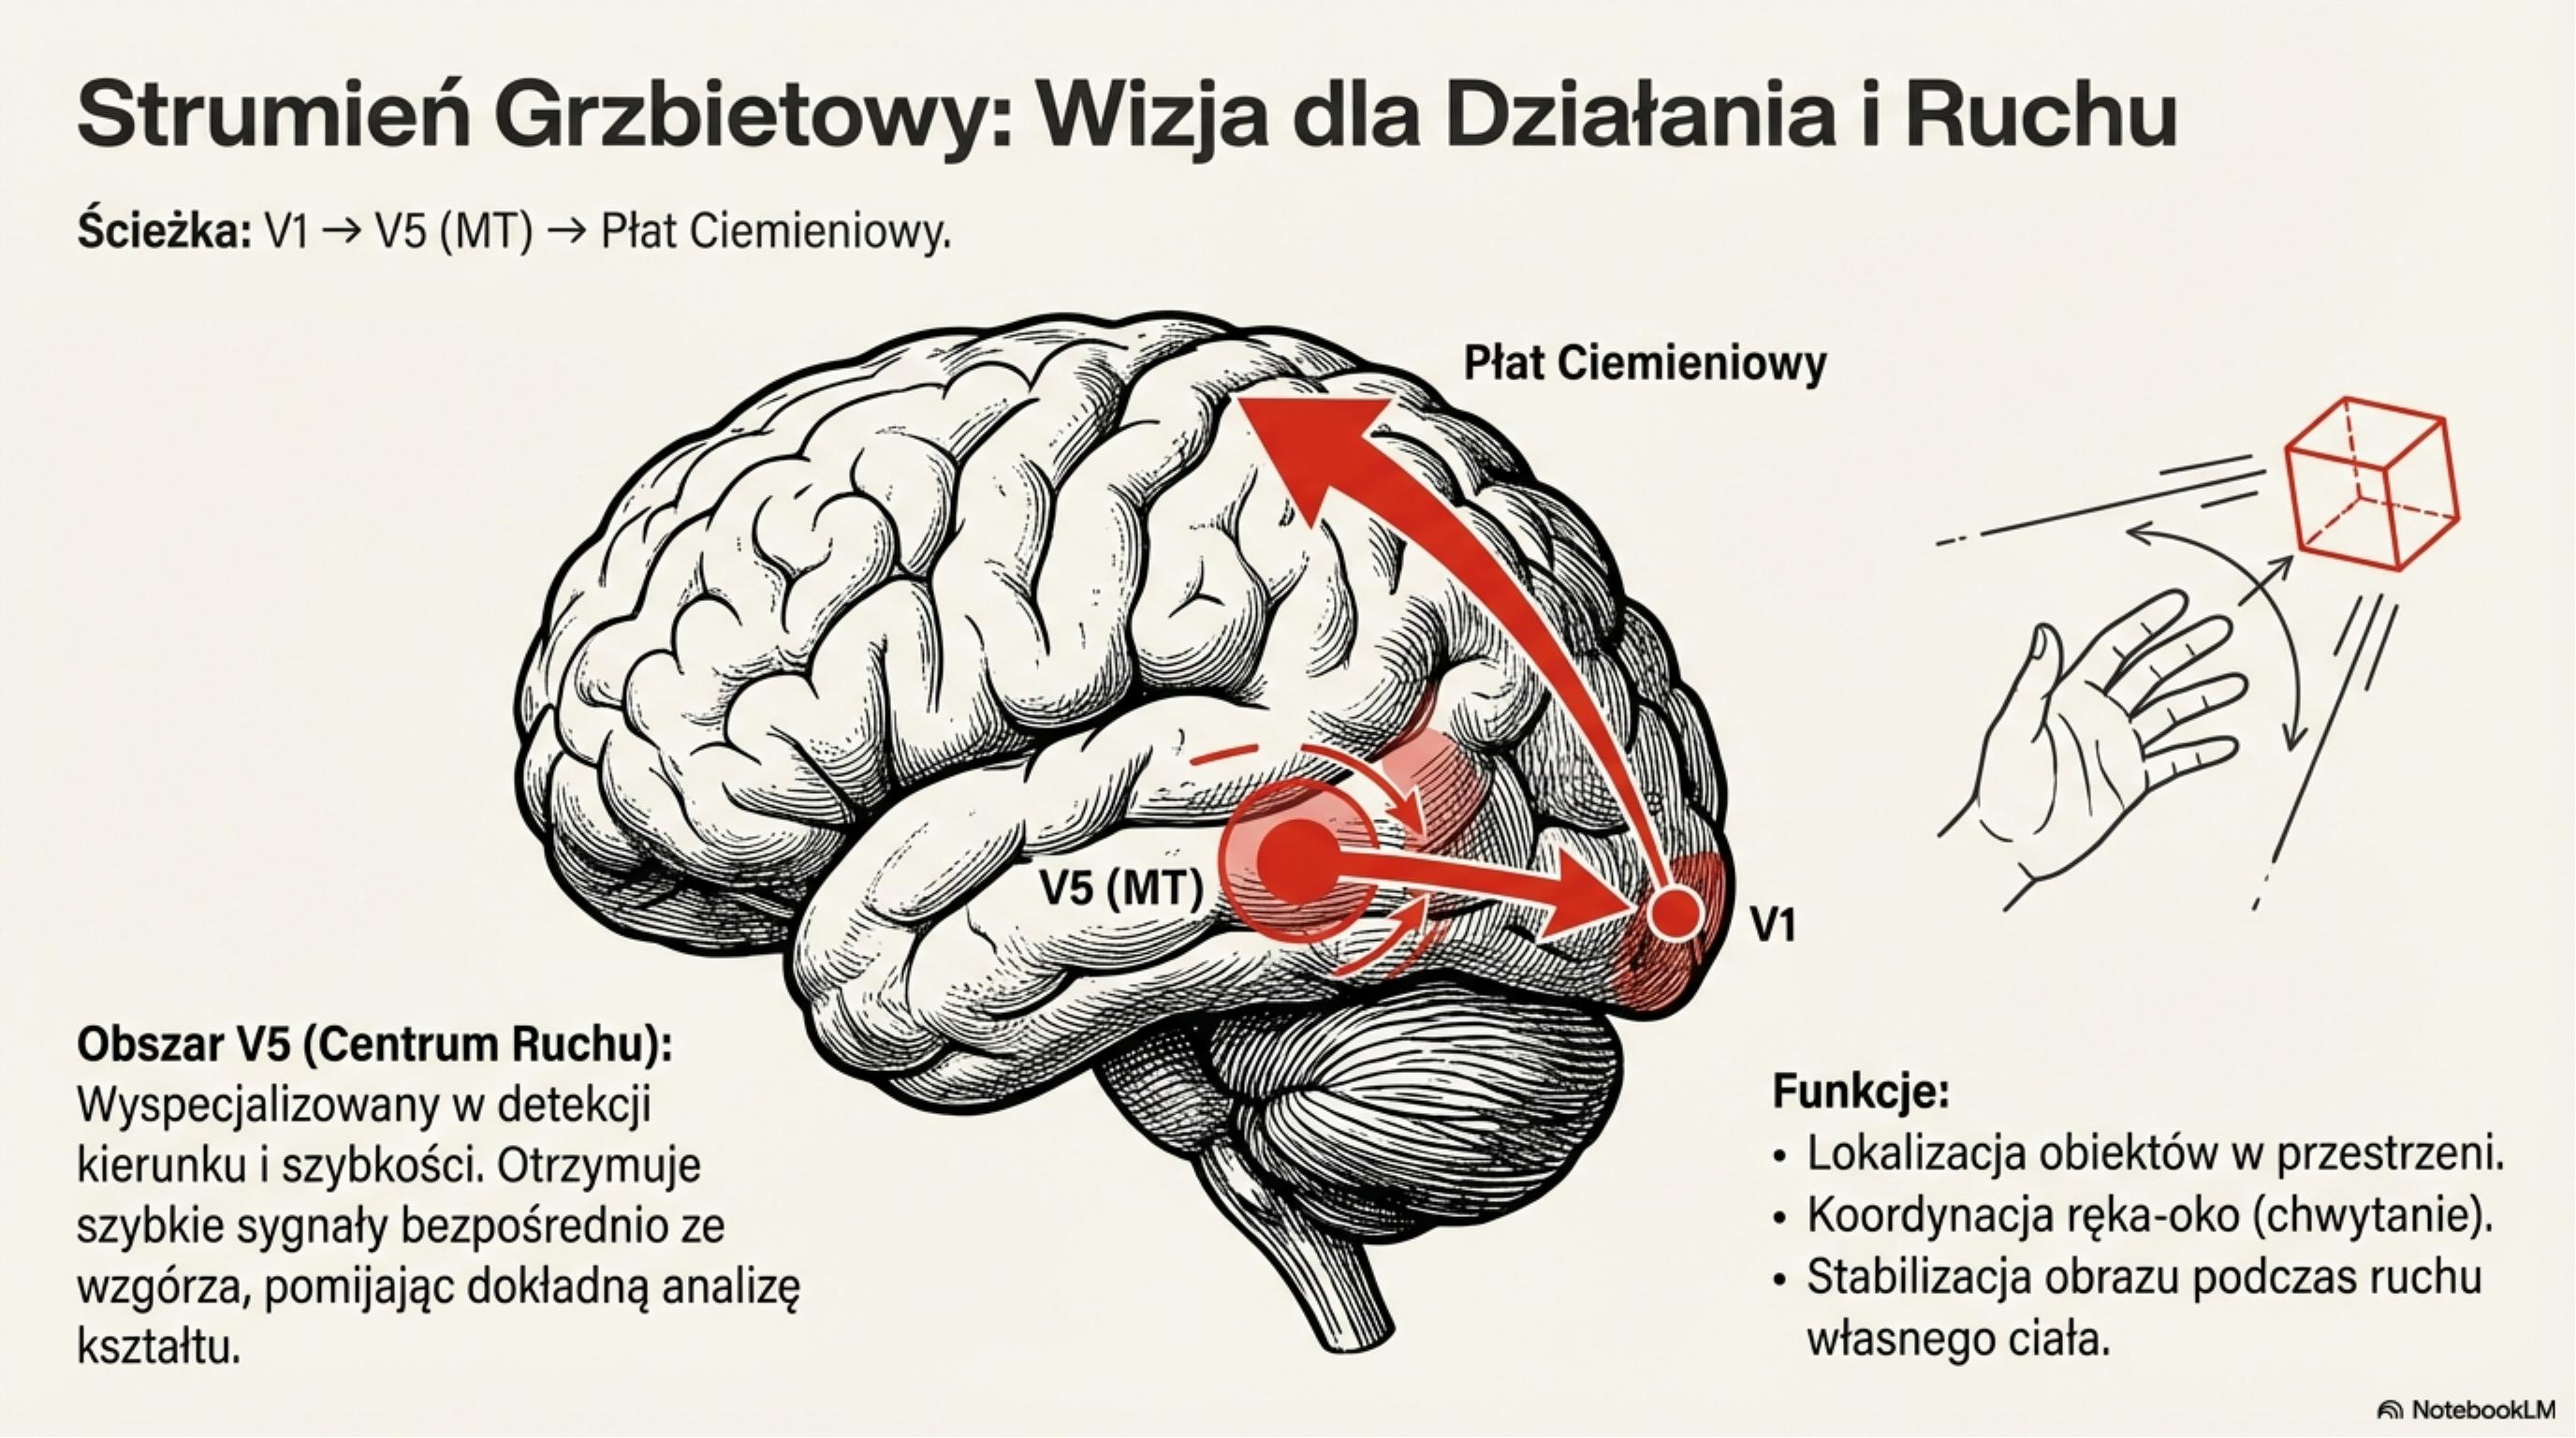 Strumień Grzbietowy: Wizja dla Działania i Ruchu
Ścieżka: V1 → V5 (MT) → Płat Ciemieniowy.
Płat Ciemieniowy
V5 (MT)
V1
Obszar V5 (Centrum Ruchu):
Wyspecjalizowany w detekcji
kierunku i szybkości. Otrzymuje
szybkie sygnały bezpośrednio ze
wzgórza, pomijając dokładną analizę
kształtu.
Funkcje:
• Lokalizacja obiektów w przestrzeni.
• Koordynacja ręka-oko (chwytanie).
• Stabilizacja obrazu podczas ruchu
własnego ciała.
NotebookLM